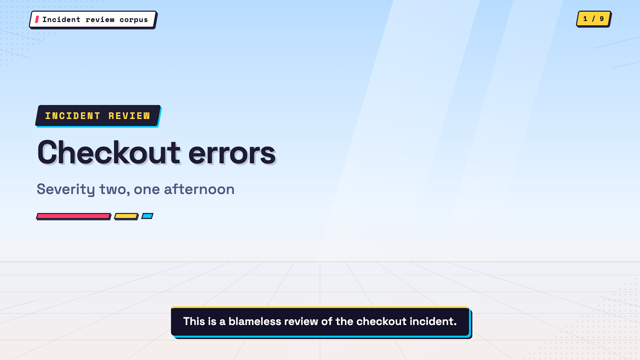 Incident review corpus
1 / 9
INCIDENT REVIEW
Checkout errors
Severity two, one afternoon
This is a blameless review of the checkout incident.